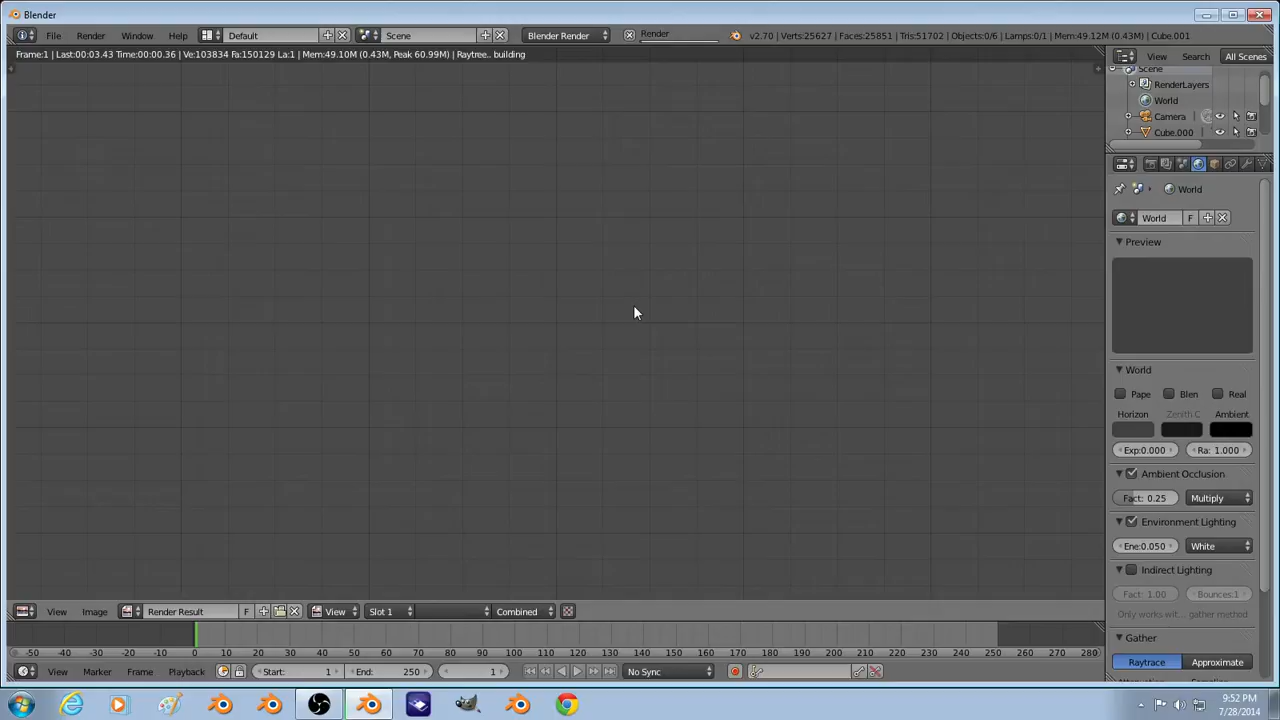 Blender
File Render Window Help Default Scene Blender Render Render v2.70 | Verts:25627 | Faces:25851 | Tris:51702 | Objects:0/6 | Lamps:0/1 | Mem:49.12M (0.43M) | Cube.001
Frame:1 | Last:00:03.43 Time:00:00.36 | Ve:103834 Fa:150129 La:1 | Mem:49.10M (0.43M, Peak 60.99M) | Raytree.. building
View Search All Scenes
Scene
RenderLayers
World
Camera
Cube.000
World
World F
Preview
World
Pape Blen Real
Horizon Zenith C Ambient
Exp:0.000 Ra: 1.000
Ambient Occlusion
Fact: 0.25 Multiply
Environment Lighting
Ene:0.050 White
Indirect Lighting
Fact: 1.00 Bounces:1
Only works wit... gather method
Gather
Raytrace Approximate
View Image Render Result F View Slot 1 Combined
-50 -40 -30 -20 -10 0 10 20 30 40 50 60 70 80 90 100 110 120 130 140 150 160 170 180 190 200 210 220 230 240 250 260 270 280
View Marker Frame Playback Start: 1 End: 250 1 No Sync
9:52 PM
7/28/2014